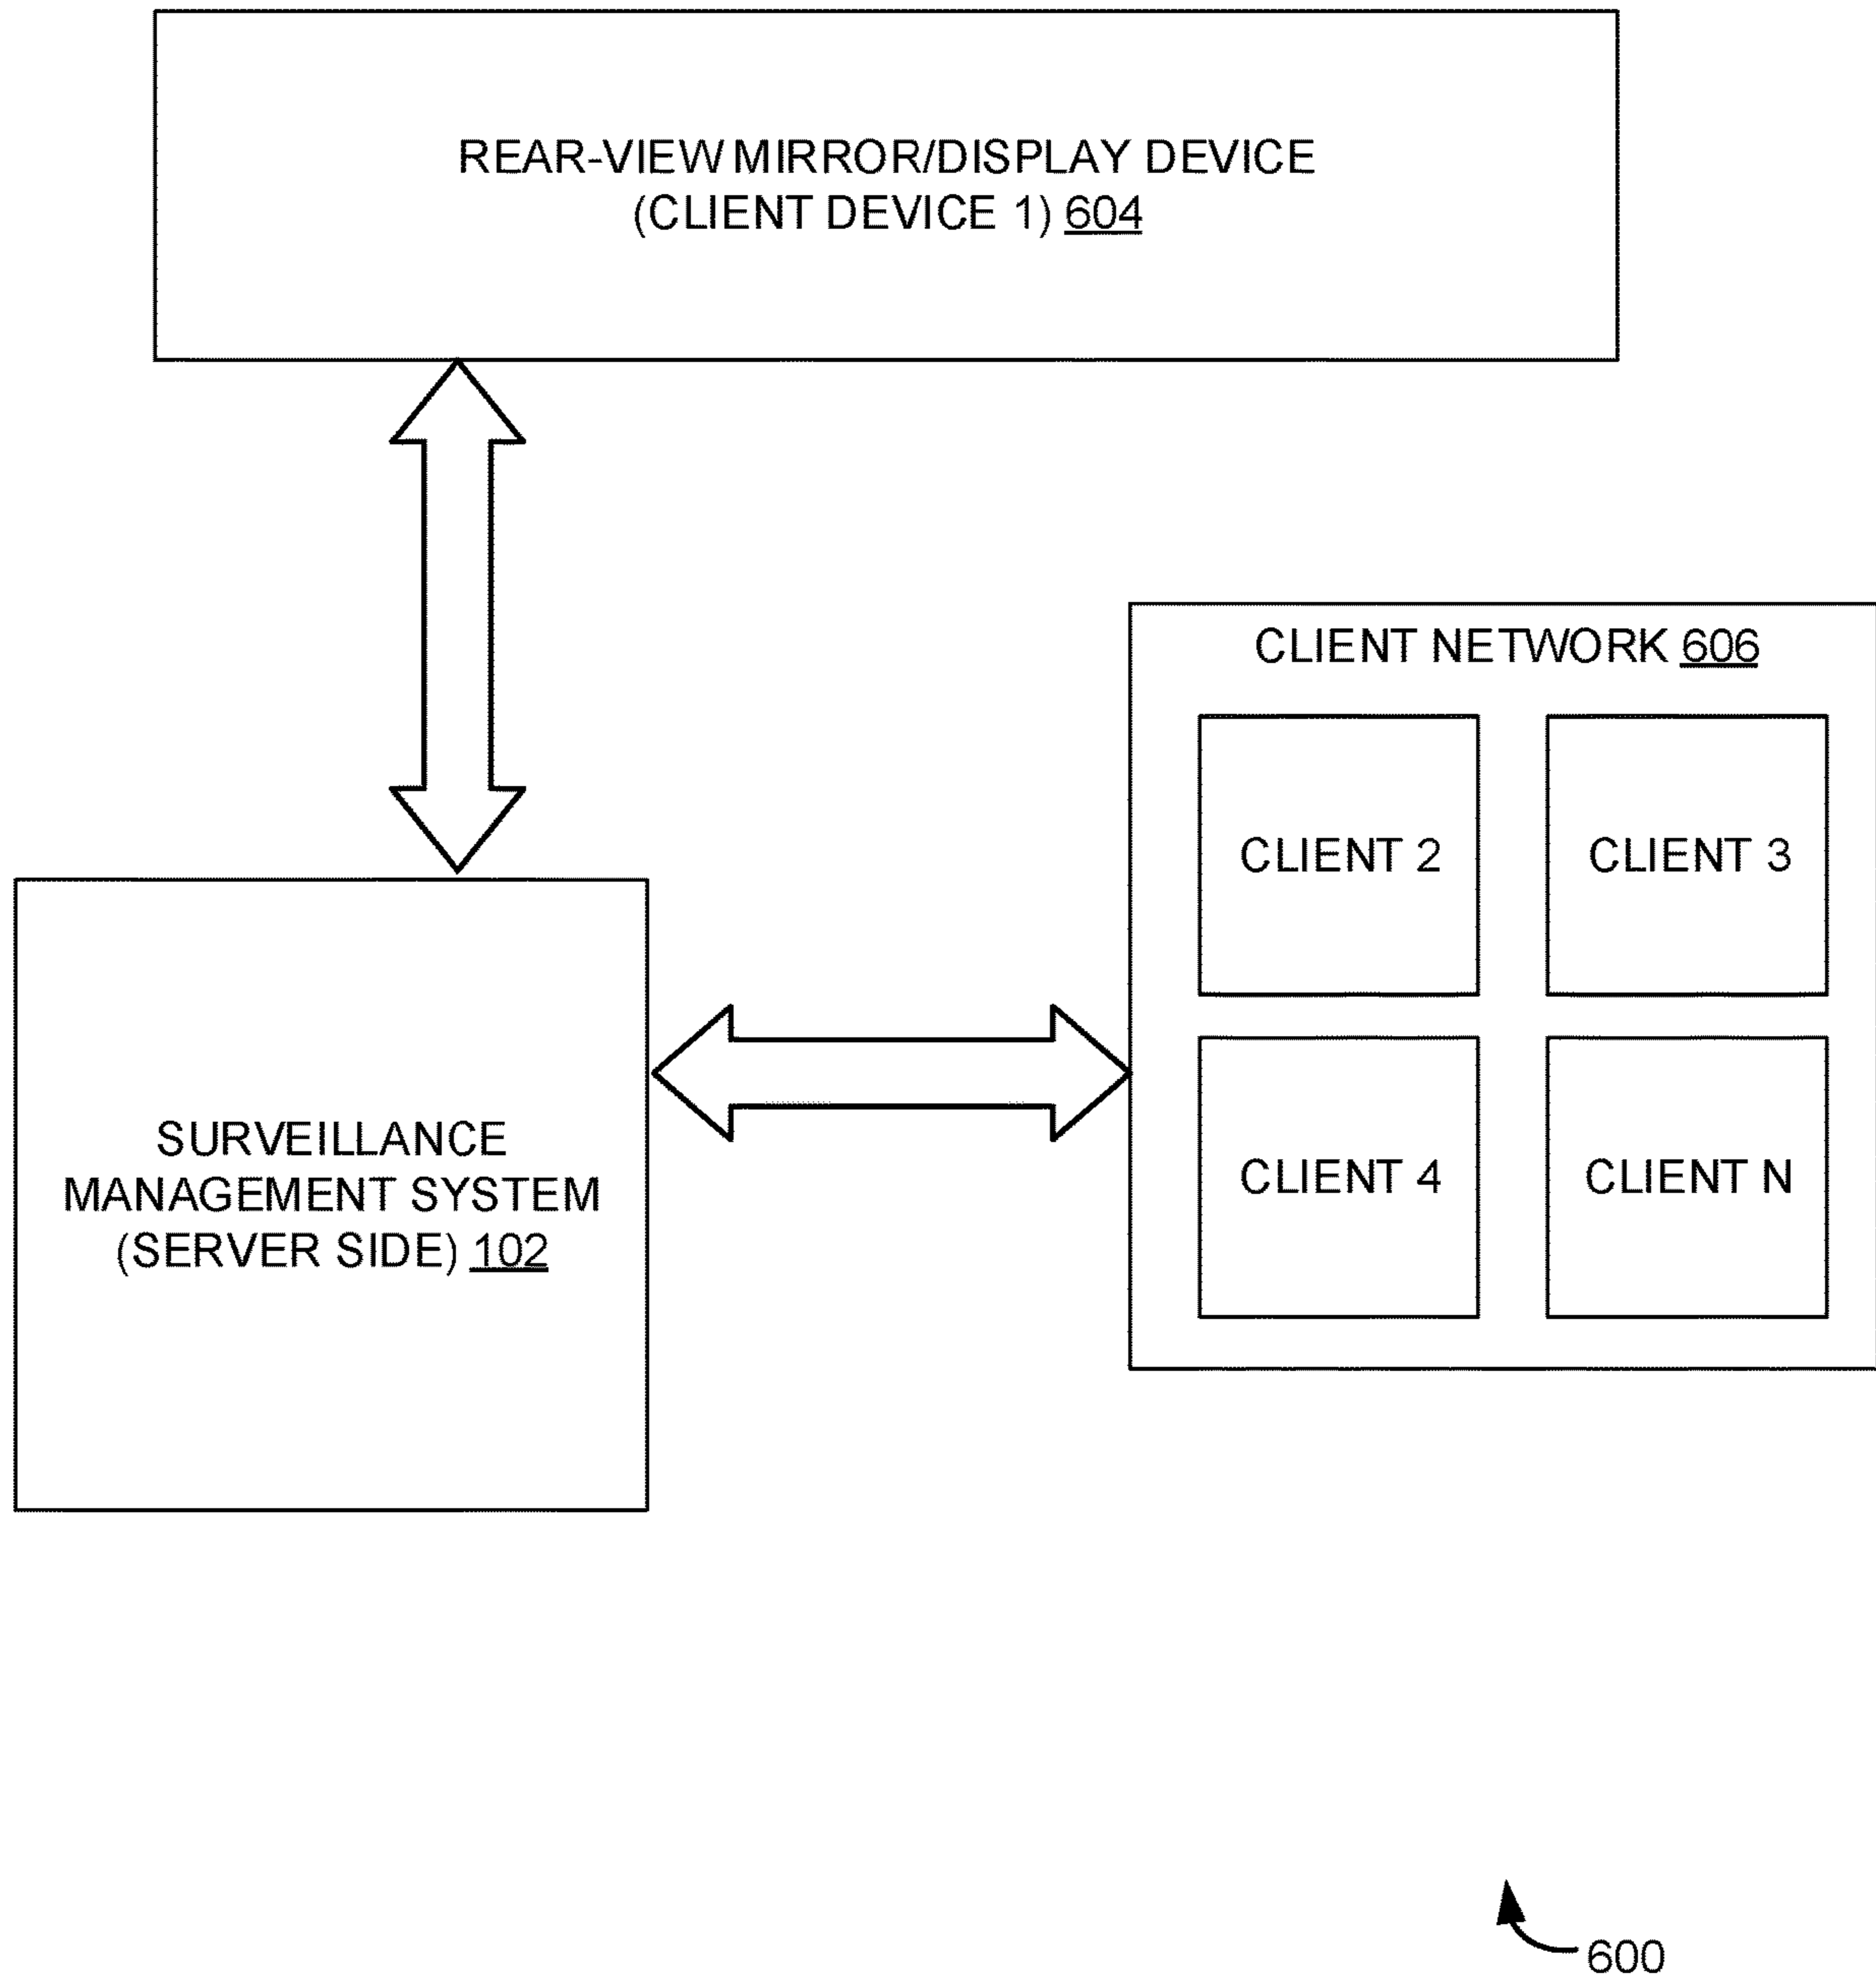 REAR-VIEW MIRROR/DISPLAY DEVICE
(CLIENT DEVICE 1) 604
CLIENT NETWORK 606
CLIENT 2
CLIENT 3
CLIENT 4
CLIENT N
SURVEILLANCE
MANAGEMENT SYSTEM
(SERVER SIDE) 102
600